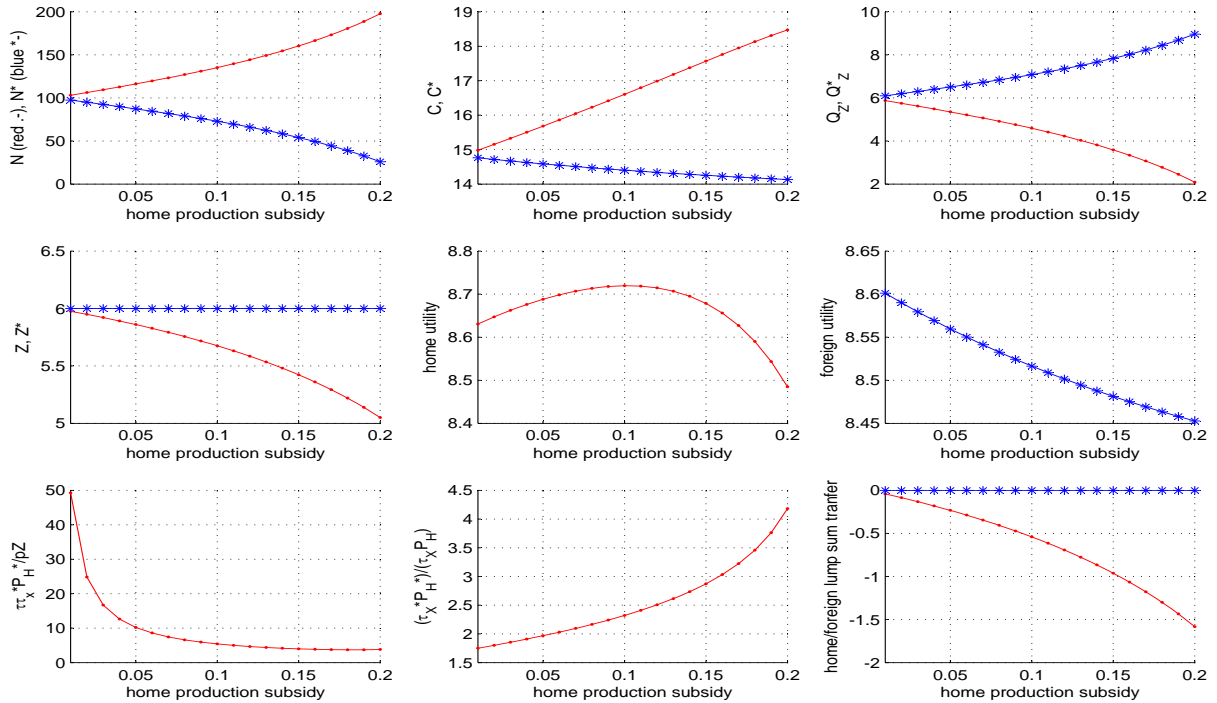 200
150
100
50
0
N (red .-), N* (blue *-)
0.05 0.1 0.15 0.2
home production subsidy
19
18
17
16
15
14
C, C*
0.05 0.1 0.15 0.2
home production subsidy
10
8
6
4
2
Q_Z, Q*_Z
0.05 0.1 0.15 0.2
home production subsidy
6.5
6
5.5
5
Z, Z*
0.05 0.1 0.15 0.2
home production subsidy
8.8
8.7
8.6
8.5
8.4
home utility
0.05 0.1 0.15 0.2
home production subsidy
8.6
8.55
8.5
8.45
foreign utility
0.05 0.1 0.15 0.2
home production subsidy
50
40
30
20
10
0
ττ_X*P_H*/pZ
0.05 0.1 0.15 0.2
home production subsidy
4.5
4
3.5
3
2.5
2
1.5
(τ_X*P_H*)/(τ_XP_H)
0.05 0.1 0.15 0.2
home production subsidy
0
-0.5
-1
-1.5
-2
home/foreign lump sum tranfer
0.05 0.1 0.15 0.2
home production subsidy